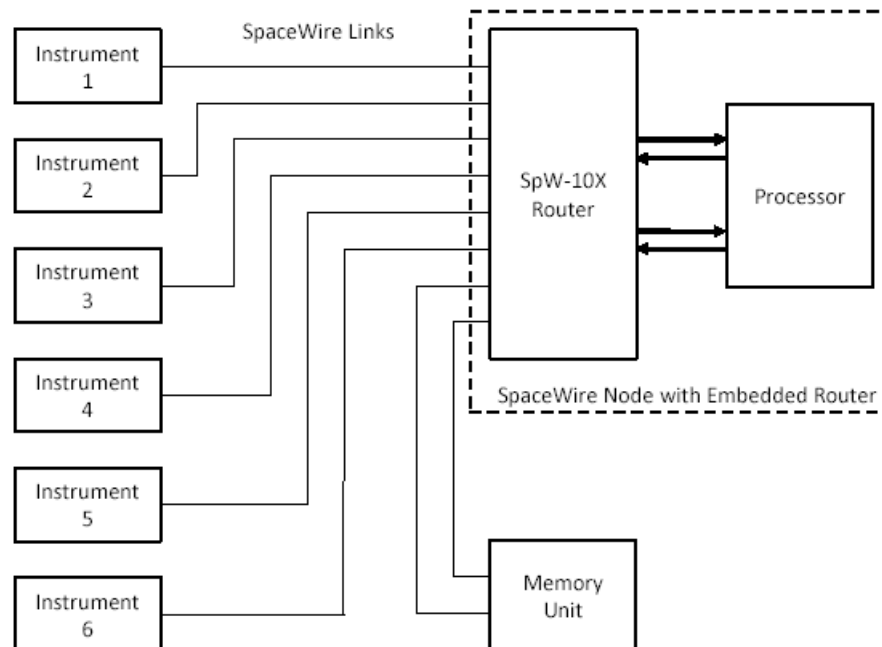 SpaceWire Links
Instrument
1
Instrument
2
Instrument
3
Instrument
4
Instrument
5
Instrument
6
SpW-10X
Router
Processor
SpaceWire Node with Embedded Router
Memory
Unit